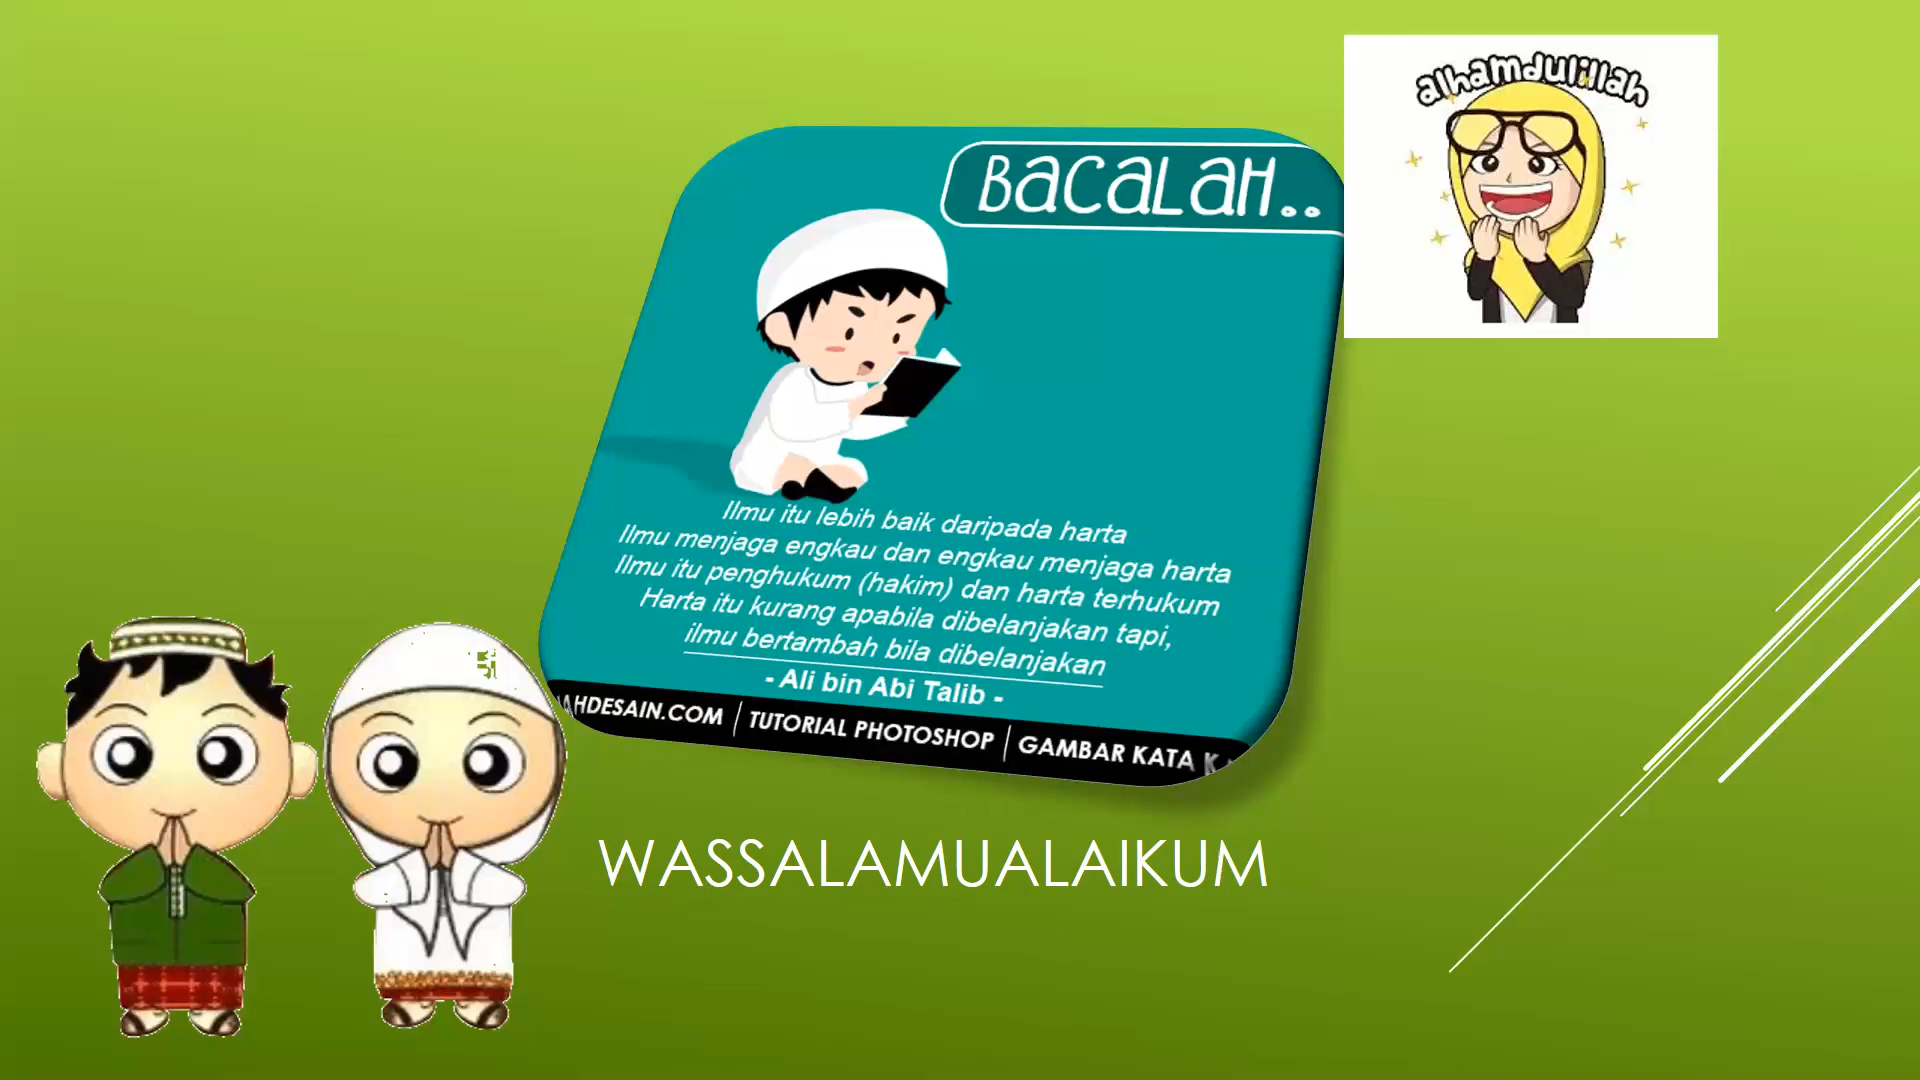 alhamdulillah
BACALAH..
Ilmu itu lebih baik daripada harta
Ilmu menjaga engkau dan engkau menjaga harta
Ilmu itu penghukum (hakim) dan harta terhukum
Harta itu kurang apabila dibelanjakan tapi,
ilmu bertambah bila dibelanjakan
- Ali bin Abi Talib -
AHDESAIN.COM | TUTORIAL PHOTOSHOP | GAMBAR KATA K
WASSALAMUALAIKUM